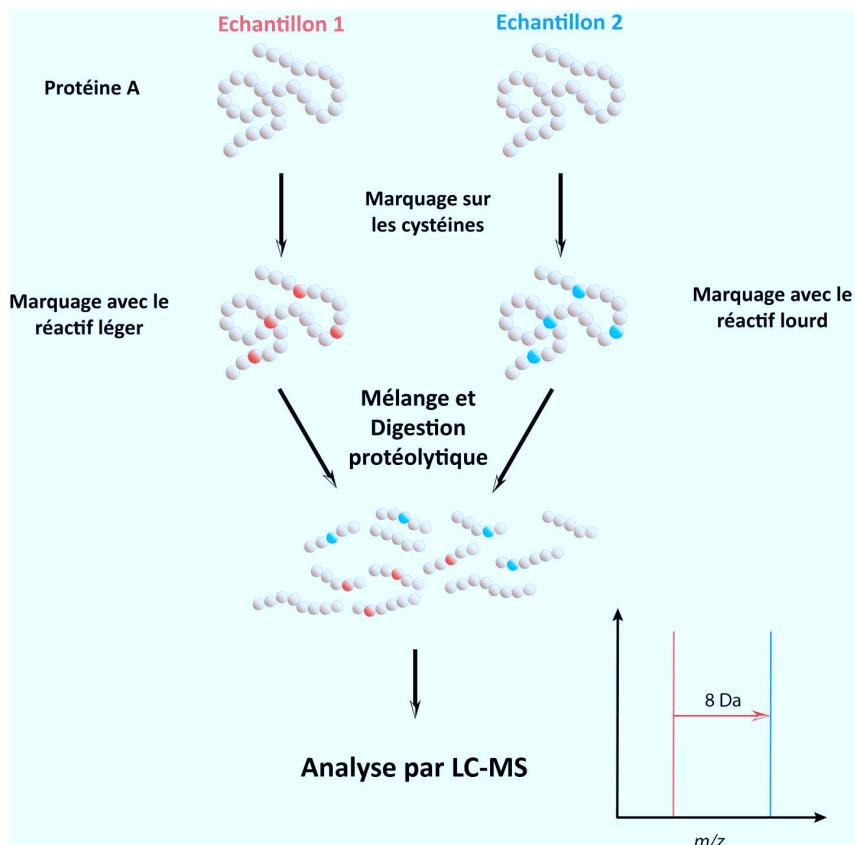 Echantillon 1
Echantillon 2
Protéine A
Marquage sur
les cystéines
Marquage avec le
réactif léger
Marquage avec le
réactif lourd
Mélange et
Digestion
protéolytique
8 Da
Analyse par LC-MS
m/z